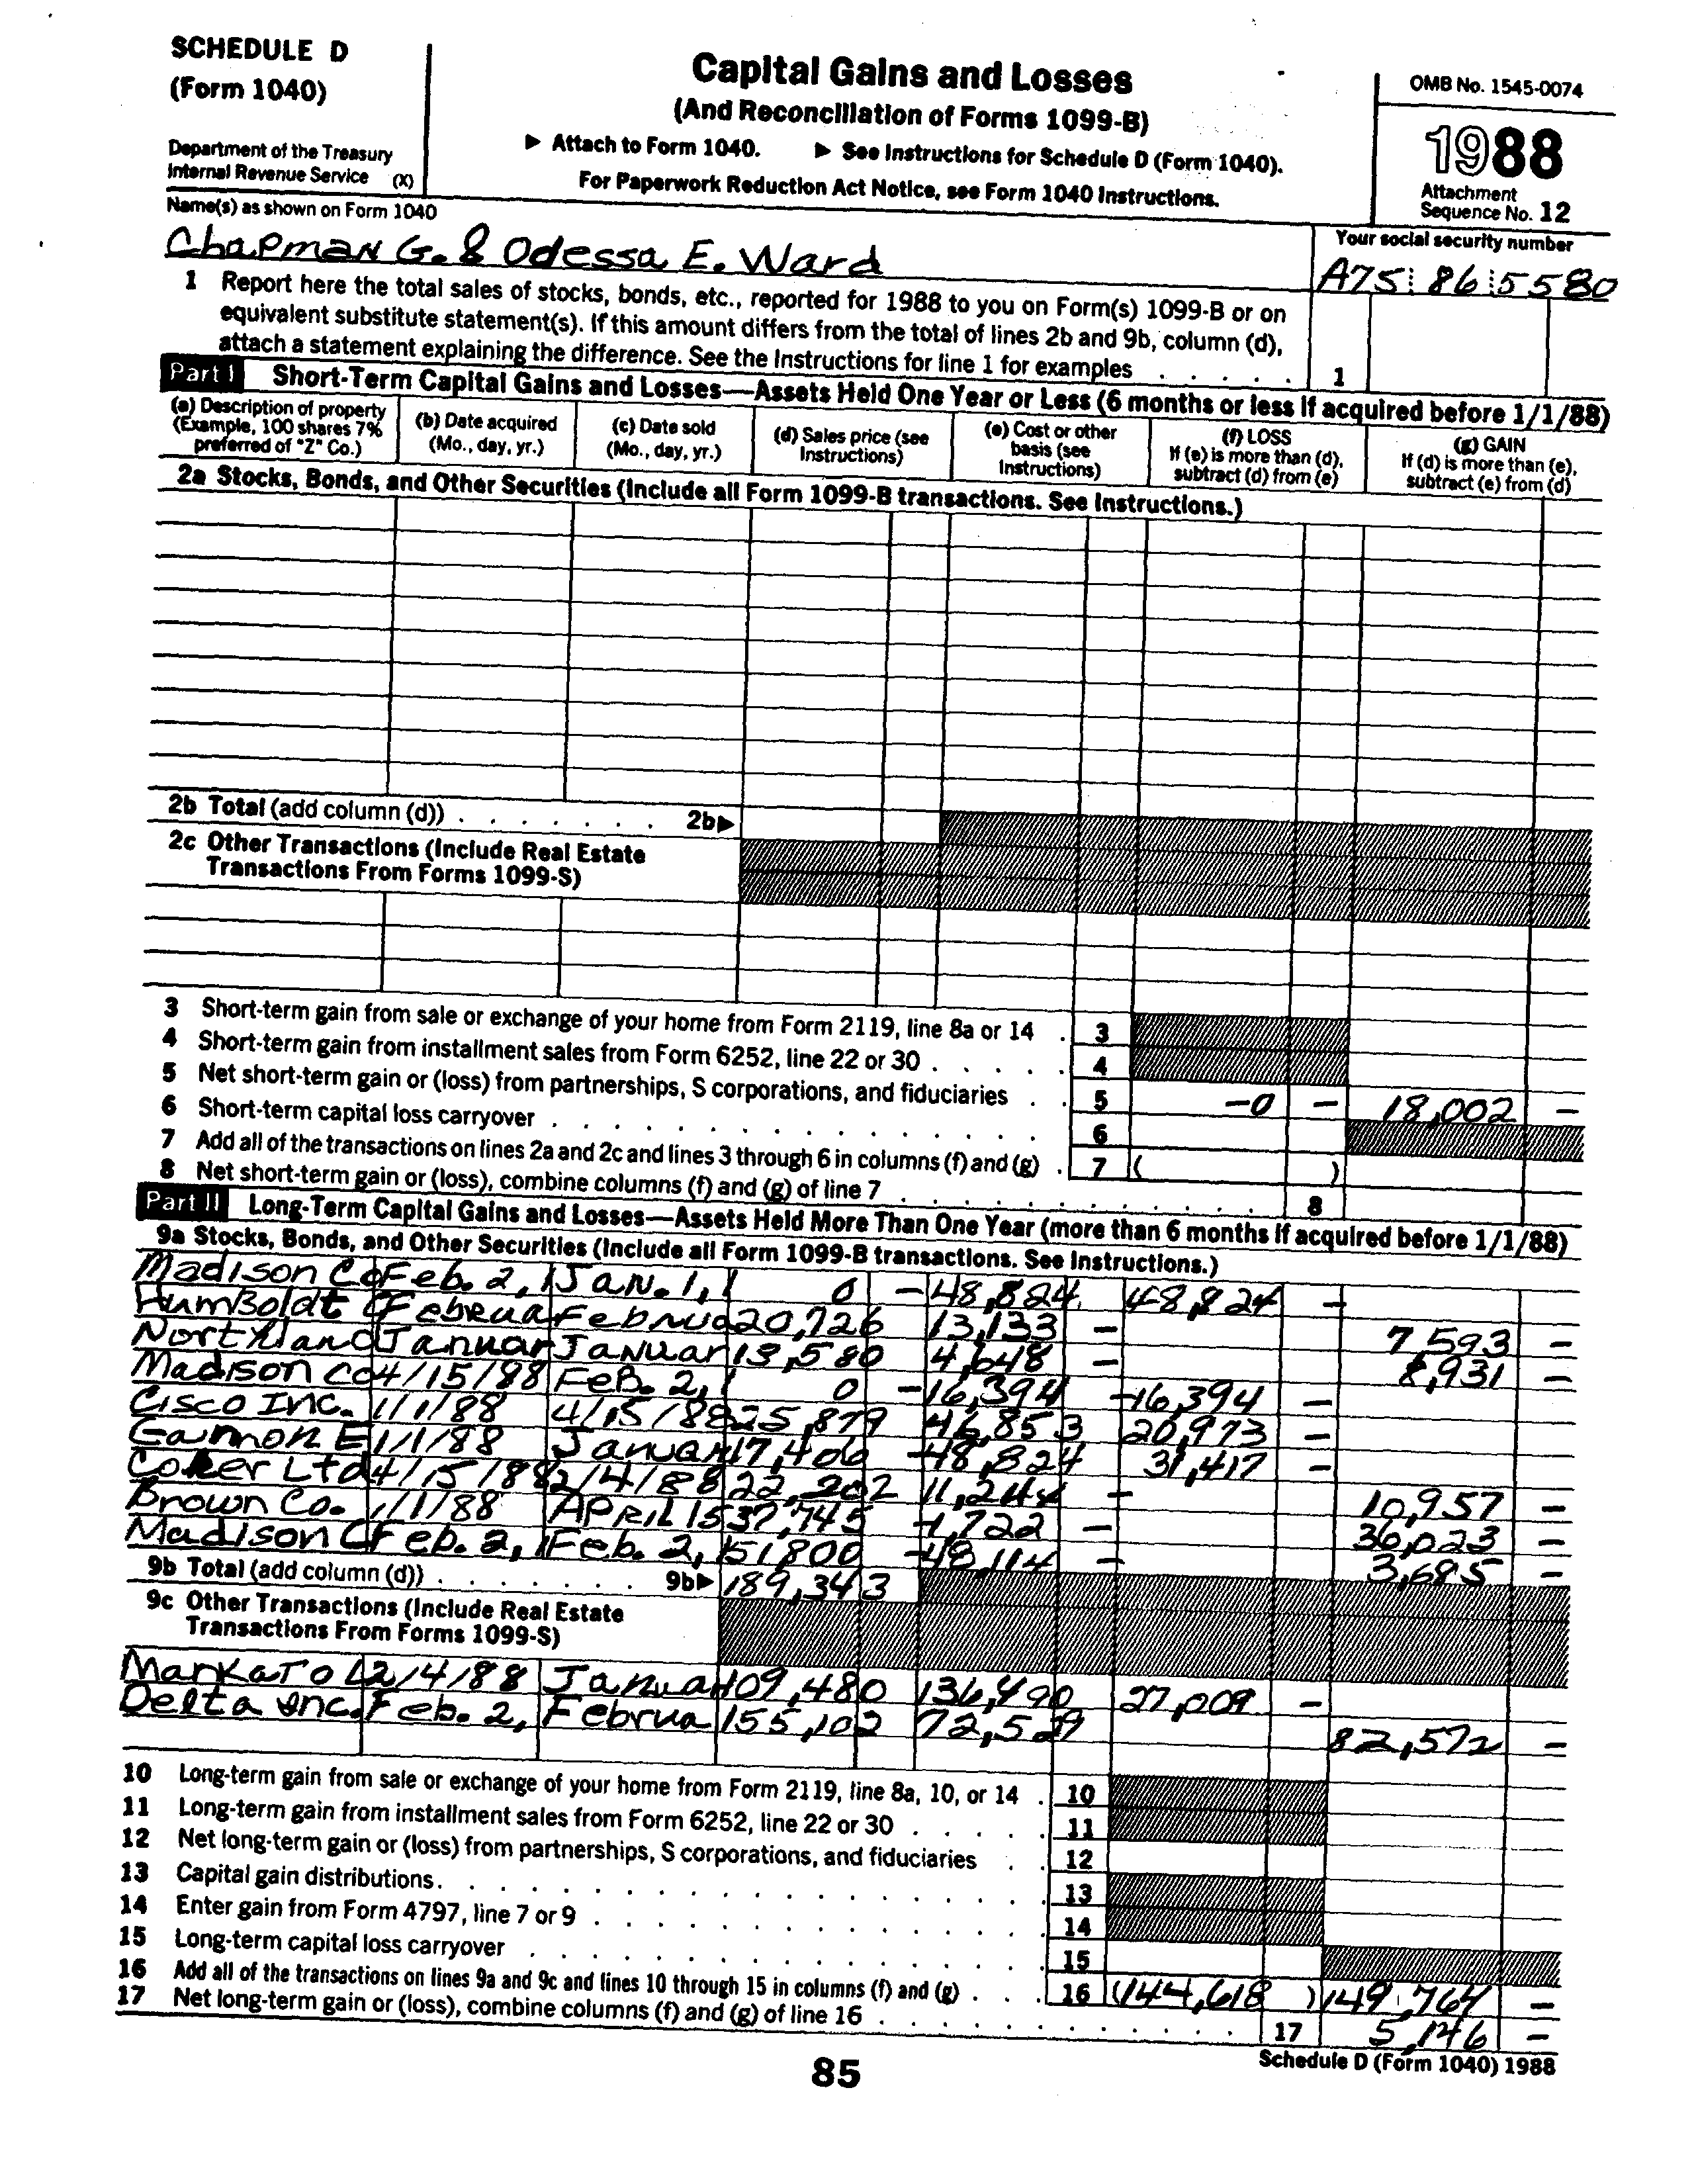 SCHEDULE D
(Form 1040)
Department of the Treasury
Internal Revenue Service (X)
Capital Gains and Losses
(And Reconciliation of Forms 1099-B)
▶ Attach to Form 1040. ▶ See Instructions for Schedule D (Form 1040).
For Paperwork Reduction Act Notice, see Form 1040 Instructions.
OMB No. 1545-0074
1988
Attachment
Sequence No. 12
Name(s) as shown on Form 1040
Chapman G. & Odessa E. Ward
Your social security number
A75 86 5580
1 Report here the total sales of stocks, bonds, etc., reported for 1988 to you on Form(s) 1099-B or on
equivalent substitute statement(s). If this amount differs from the total of lines 2b and 9b, column (d),
attach a statement explaining the difference. See the Instructions for line 1 for examples . . . . . 1
Part I Short-Term Capital Gains and Losses—Assets Held One Year or Less (6 months or less if acquired before 1/1/88)
(a) Description of property
(Example, 100 shares 7%
preferred of "Z" Co.)
(b) Date acquired
(Mo., day, yr.)
(c) Date sold
(Mo., day, yr.)
(d) Sales price (see
Instructions)
(e) Cost or other
basis (see
Instructions)
(f) LOSS
If (e) is more than (d),
subtract (d) from (e)
(g) GAIN
If (d) is more than (e),
subtract (e) from (d)
2a Stocks, Bonds, and Other Securities (Include all Form 1099-B transactions. See Instructions.)
2b Total (add column (d)) . . . . . . . 2b▶
2c Other Transactions (Include Real Estate
Transactions From Forms 1099-S)
3 Short-term gain from sale or exchange of your home from Form 2119, line 8a or 14 . 3
4 Short-term gain from installment sales from Form 6252, line 22 or 30 . . . . . 4
5 Net short-term gain or (loss) from partnerships, S corporations, and fiduciaries . . 5 -0 - 18,002 -
6 Short-term capital loss carryover . . . . . . . . . . . . . . . 6
7 Add all of the transactions on lines 2a and 2c and lines 3 through 6 in columns (f) and (g) . 7 ( )
8 Net short-term gain or (loss), combine columns (f) and (g) of line 7 . . . . . . . . . . . . 8
Part II Long-Term Capital Gains and Losses—Assets Held More Than One Year (more than 6 months if acquired before 1/1/88)
9a Stocks, Bonds, and Other Securities (Include all Form 1099-B transactions. See Instructions.)
Madison Co Feb. 2, 1 Jan. 1, 1 0 - 48,824 48,824 -
Humboldt C Februa Februa 20,726 13,133 - 7,593 -
Northland Januar Januar 13,580 4,648 - 8,931 -
Madison Co 4/15/88 Feb. 2, 1 0 - 16,394 - 16,394 -
Cisco Inc. 1/1/88 4/15/88 25,879 46,853 20,973 -
Garmon E 1/1/88 Januar 17,406 - 48,824 31,417 -
Coker Ltd 4/15/88 2/4/88 22,202 11,244 - 10,957 -
Brown Co. 1/1/88 April 15 37,745 - 1,722 - 36,023 -
Madison C Feb. 2, 1 Feb. 2, 1 51,800 - 48,114 - 3,685 -
9b Total (add column (d)) . . . . . . . 9b▶ 189,343
9c Other Transactions (Include Real Estate
Transactions From Forms 1099-S)
Markato L 2/4/88 Januar 109,480 136,490 27,009 -
Delta Inc. Feb. 2, Februa 155,102 72,529 82,572 -
10 Long-term gain from sale or exchange of your home from Form 2119, line 8a, 10, or 14 . 10
11 Long-term gain from installment sales from Form 6252, line 22 or 30 . . . . . 11
12 Net long-term gain or (loss) from partnerships, S corporations, and fiduciaries . . 12
13 Capital gain distributions . . . . . . . . . . . . . . . . . . 13
14 Enter gain from Form 4797, line 7 or 9 . . . . . . . . . . . . . 14
15 Long-term capital loss carryover . . . . . . . . . . . . . . . 15
16 Add all of the transactions on lines 9a and 9c and lines 10 through 15 in columns (f) and (g) . . . 16 (144,618 ) 149,764 -
17 Net long-term gain or (loss), combine columns (f) and (g) of line 16 . . . . . . . . . . . . 17 5,146 -
85
Schedule D (Form 1040) 1988